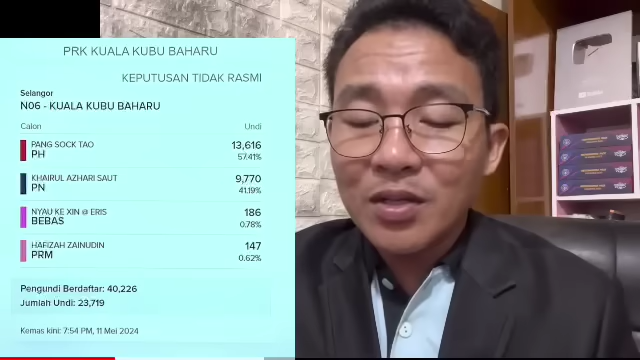 PRK KUALA KUBU BAHARU
KEPUTUSAN TIDAK RASMI
Selangor
N06 - KUALA KUBU BAHARU
Calon Undi
PANG SOCK TAO 13,616
PH 57.41%
KHAIRUL AZHARI SAUT 9,770
PN 41.19%
NYAU KE XIN @ ERIS 186
BEBAS 0.78%
HAFIZAH ZAINUDIN 147
PRM 0.62%
Pengundi Berdaftar: 40,226
Jumlah Undi: 23,719
Kemas kini: 7:54 PM, 11 Mei 2024